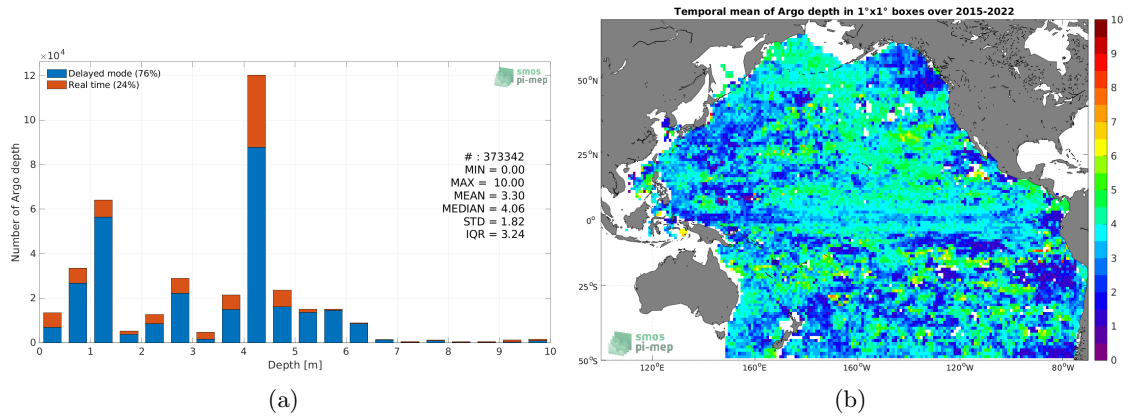 ×10⁴
12
10
8
6
4
2
0
Number of Argo depth
Delayed mode (76%)
Real time (24%)
smos
pi-mep
# : 373342
MIN = 0.00
MAX = 10.00
MEAN = 3.30
MEDIAN = 4.06
STD = 1.82
IQR = 3.24
0 1 2 3 4 5 6 7 8 9 10
Depth [m]
(a)
Temporal mean of Argo depth in 1°x1° boxes over 2015-2022
50°N
25°N
0°
25°S
50°S
120°E 160°E 160°W 120°W 80°W
smos
pi-mep
10
9
8
7
6
5
4
3
2
1
0
(b)